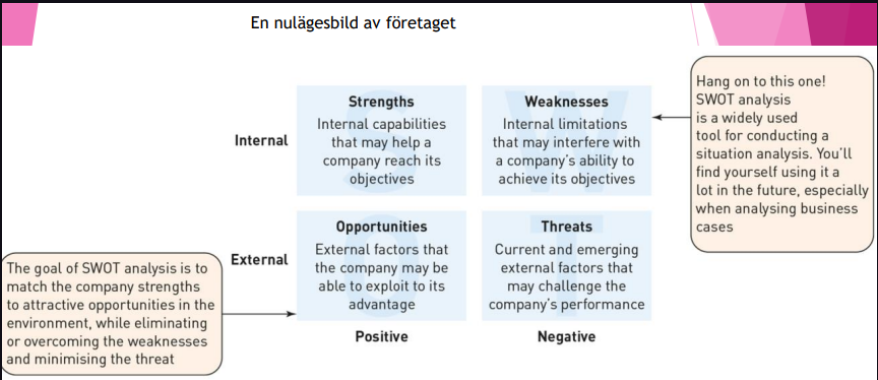 En nulägesbild av företaget
Hang on to this one!
SWOT analysis
is a widely used
tool for conducting a
situation analysis. You'll
find yourself using it a
lot in the future, especially
when analysing business
cases
Internal
Strengths
Internal capabilities
that may help a
company reach its
objectives
Weaknesses
Internal limitations
that may interfere with
a company's ability to
achieve its objectives
External
Opportunities
External factors that
the company may be
able to exploit to its
advantage
Threats
Current and emerging
external factors that
may challenge the
company's performance
The goal of SWOT analysis is to
match the company strengths
to attractive opportunities in the
environment, while eliminating
or overcoming the weaknesses
and minimising the threat
Positive
Negative